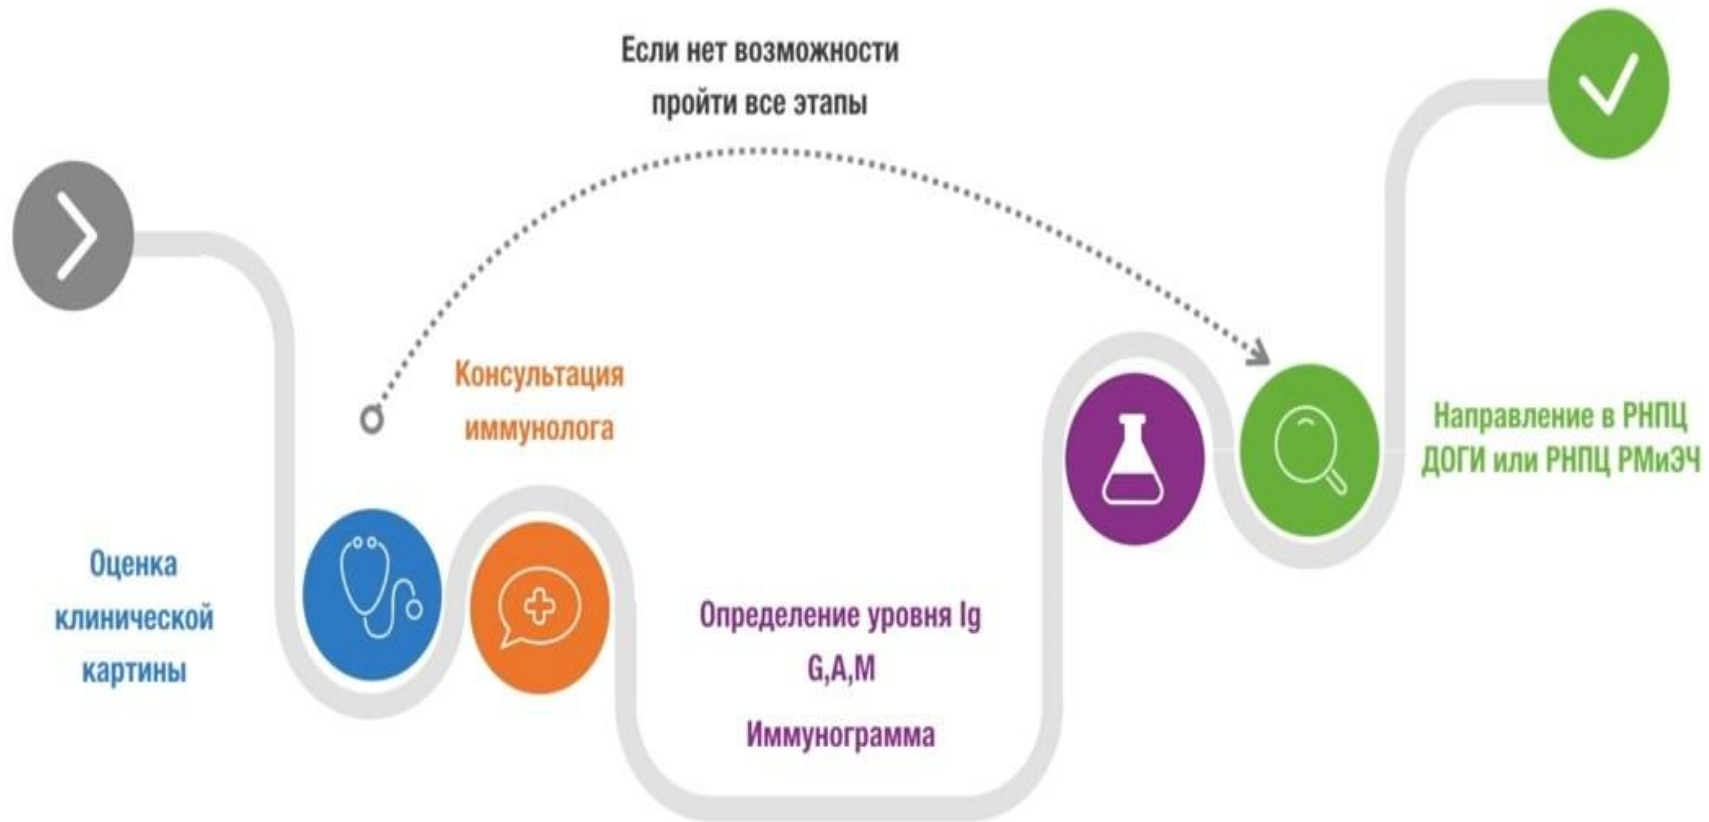 Если нет возможности
пройти все этапы
Консультация
иммунолога
Оценка
клинической
картины
Определение уровня Ig
G,A,M
Иммунограмма
Направление в РНПЦ
ДОГИ или РНПЦ РМиЭЧ